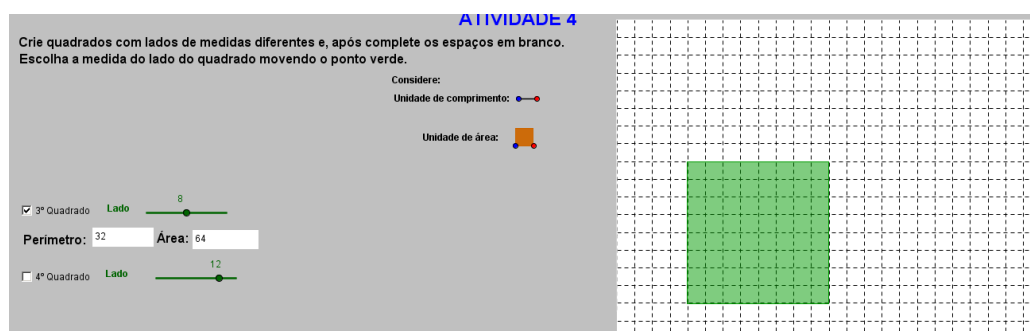 ATIVIDADE 4
Crie quadrados com lados de medidas diferentes e, após complete os espaços em branco.
Escolha a medida do lado do quadrado movendo o ponto verde.
Considere:
Unidade de comprimento:
Unidade de área:
3º Quadrado Lado 8
Perímetro: 32 Área: 64
4º Quadrado Lado 12